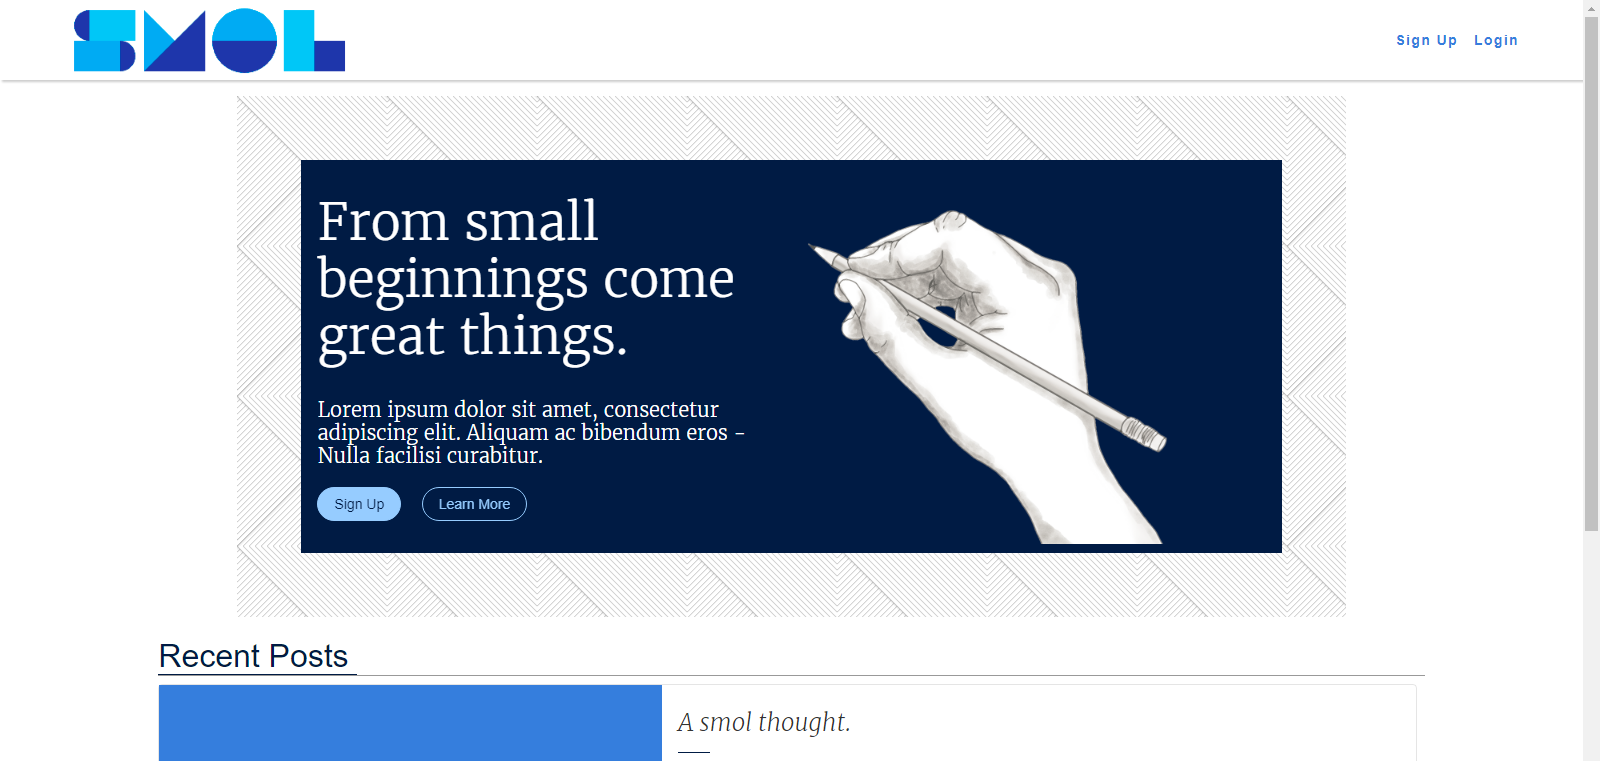 SMOL
Sign Up Login
From small
beginnings come
great things.
Lorem ipsum dolor sit amet, consectetur
adipiscing elit. Aliquam ac bibendum eros -
Nulla facilisi curabitur.
Sign Up Learn More
Recent Posts
A smol thought.